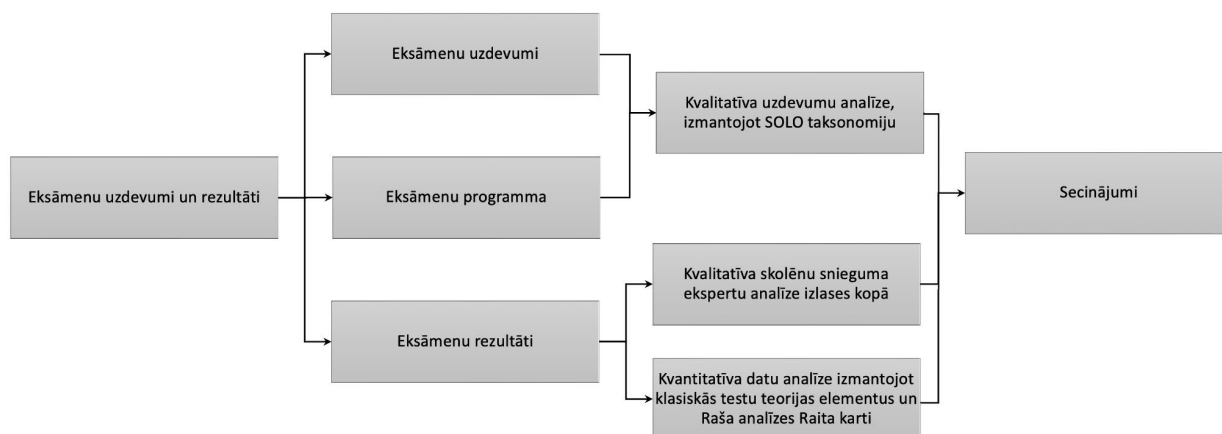 Eksāmenu uzdevumi un rezultāti
Eksāmenu uzdevumi
Eksāmenu programma
Eksāmenu rezultāti
Kvalitatīva uzdevumu analīze,
izmantojot SOLO taksonomiju
Kvalitatīva skolēnu snieguma
ekspertu analīze izlases kopā
Kvantitatīva datu analīze izmantojot
klasiskās testu teorijas elementus un
Raša analīzes Raita karti
Secinājumi